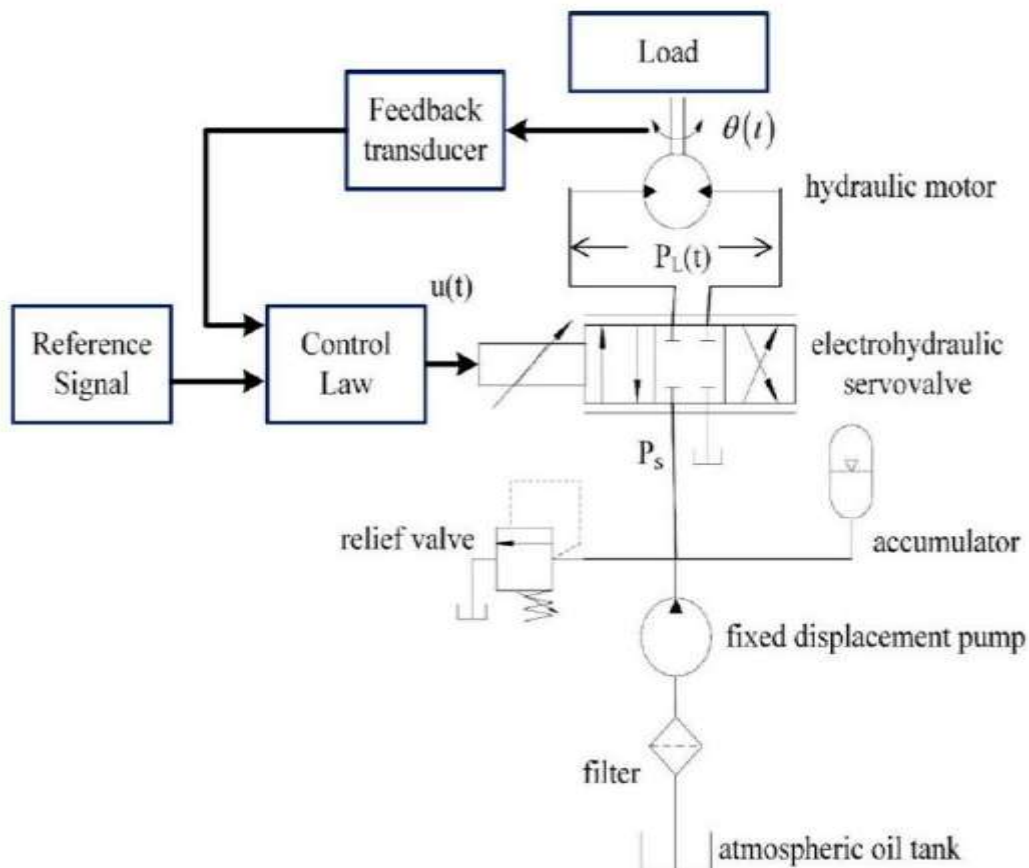 Load
Feedback
transducer
θ(t)
hydraulic motor
P_L(t)
u(t)
Reference
Signal
Control
Law
electrohydraulic
servovalve
P_s
relief valve
accumulator
fixed displacement pump
filter
atmospheric oil tank